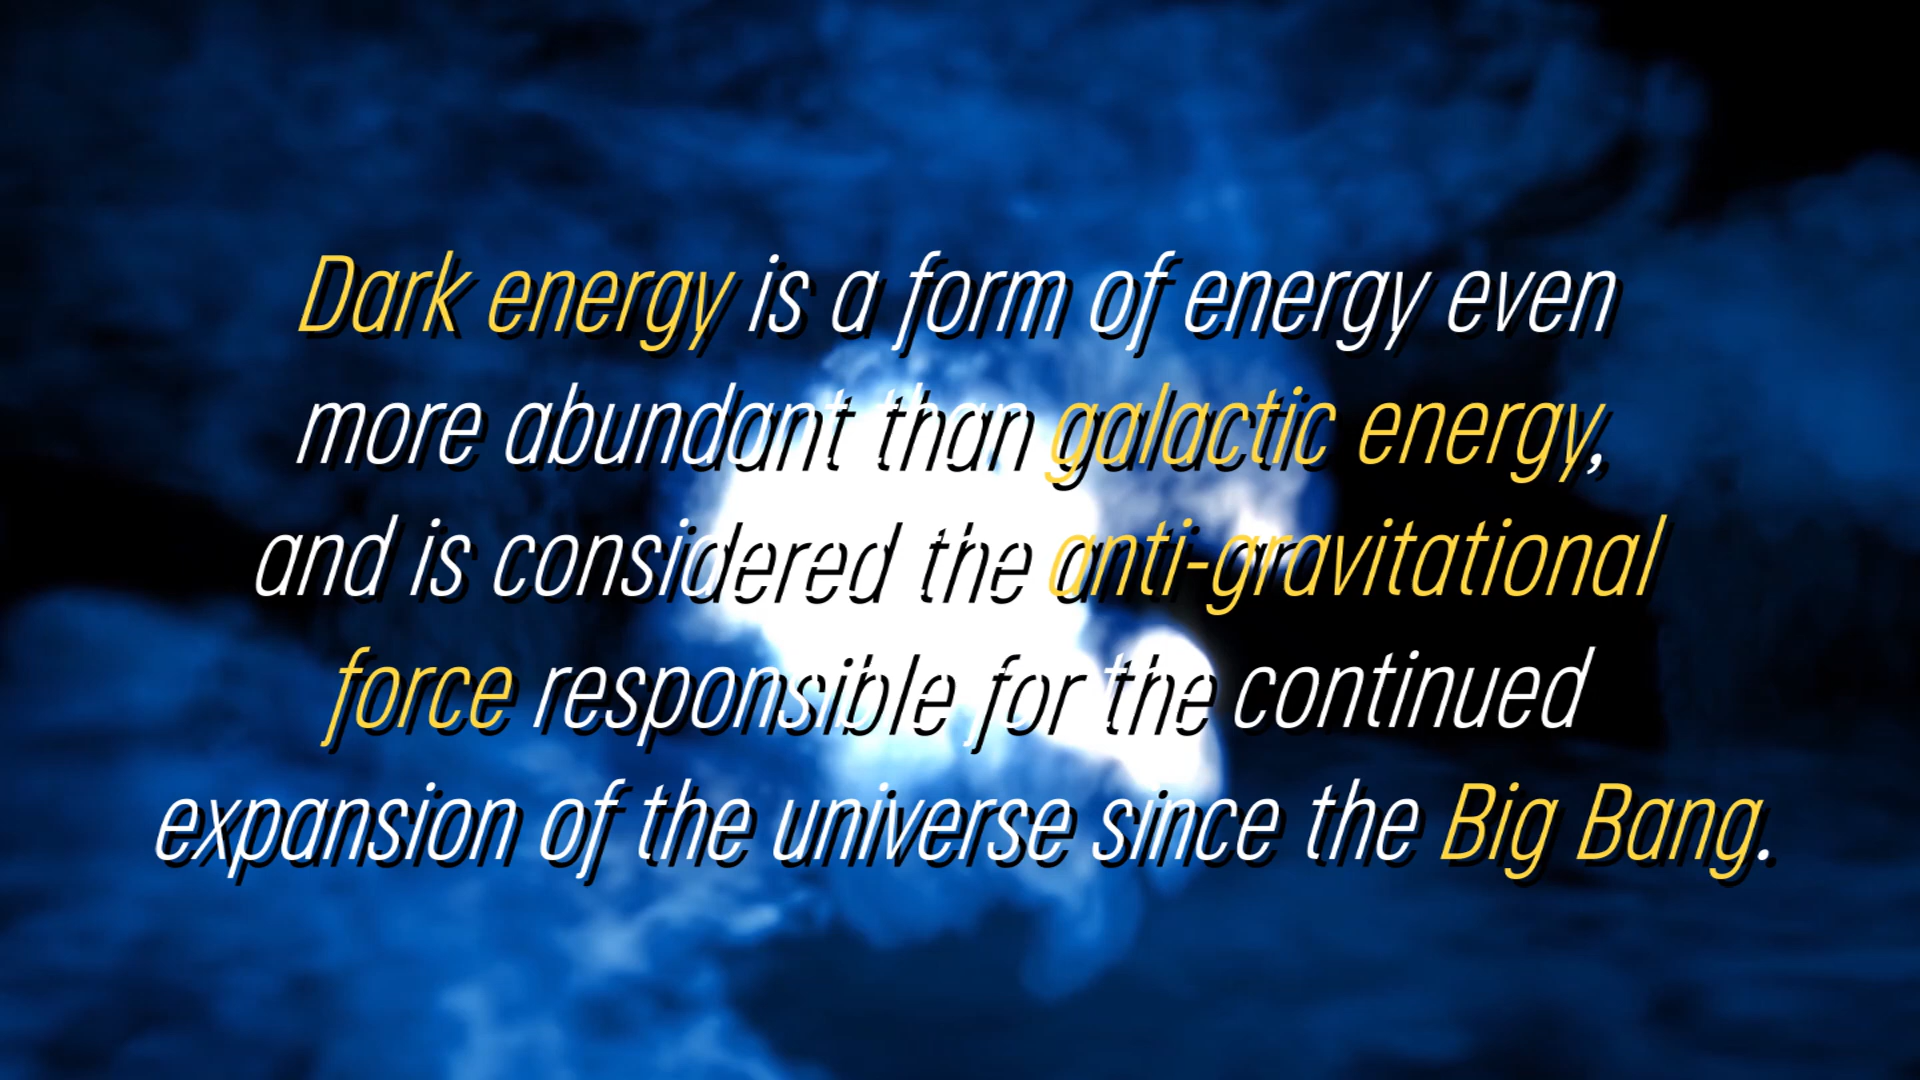 Dark energy is a form of energy even
more abundant than galactic energy,
and is considered the anti-gravitational
force responsible for the continued
expansion of the universe since the Big Bang.